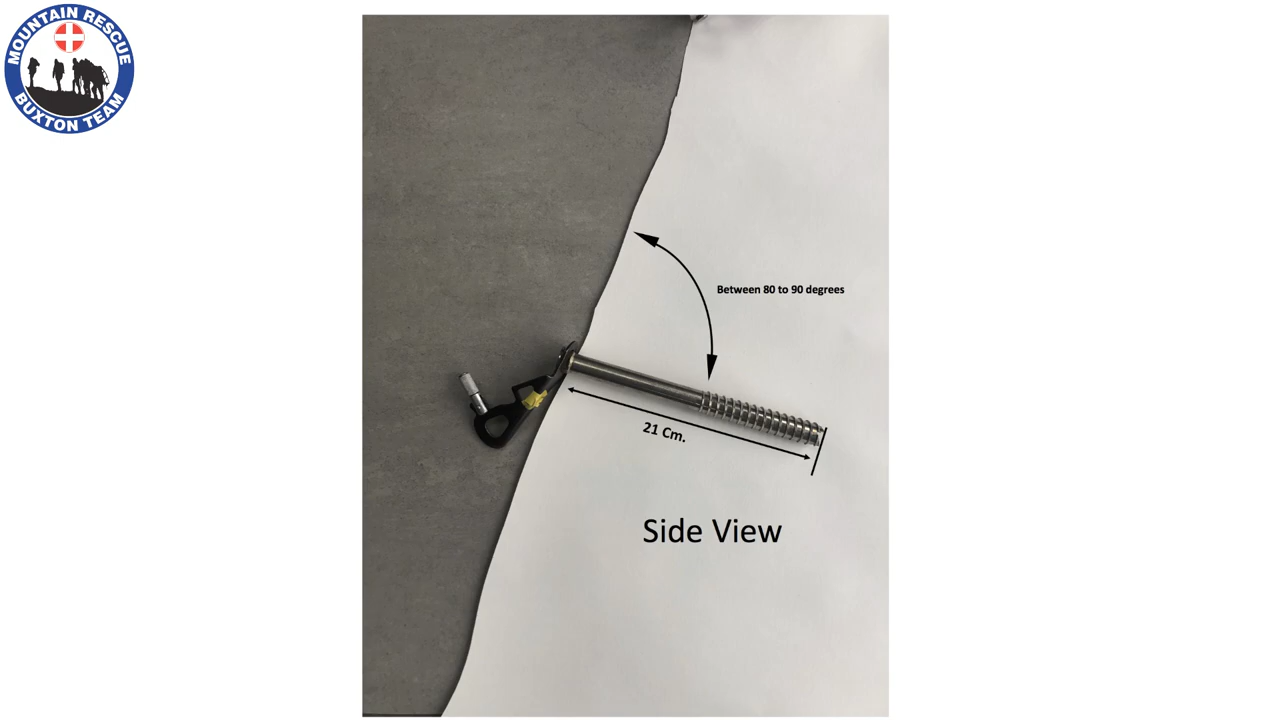 MOUNTAIN RESCUE
BUXTON TEAM
Between 80 to 90 degrees
21 Cm.
Side View